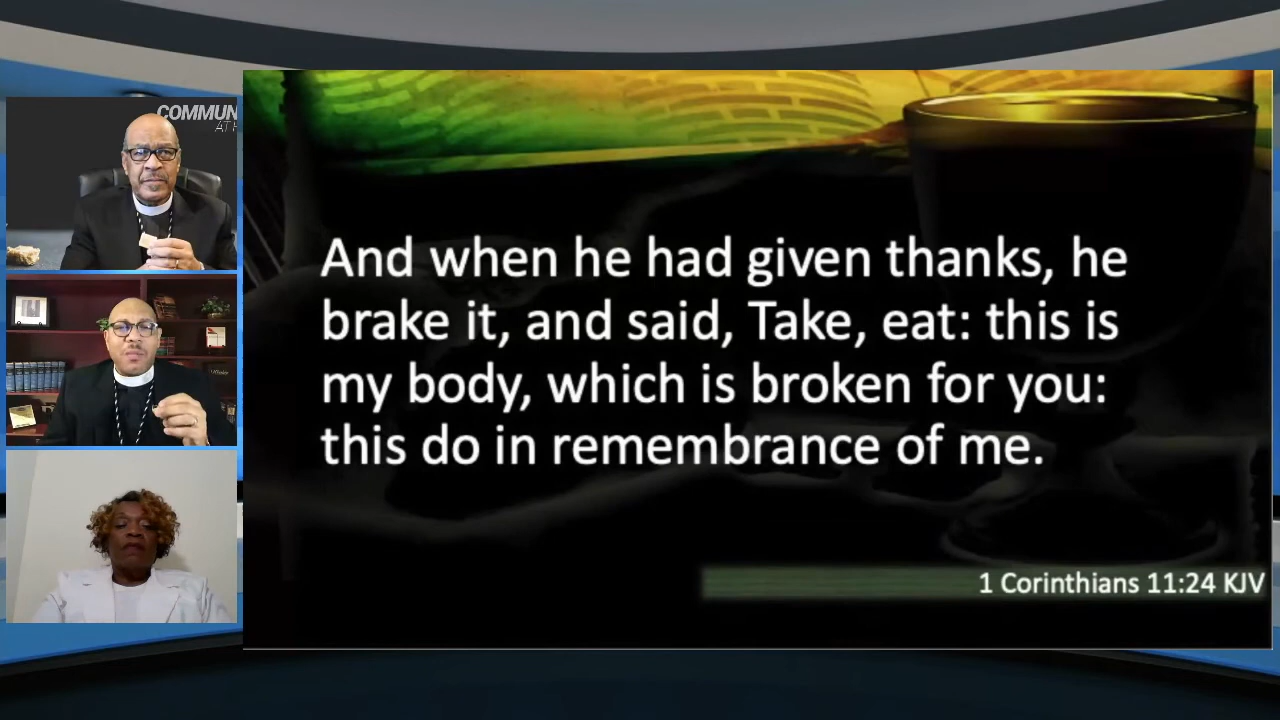 COMMUN
AT
And when he had given thanks, he
brake it, and said, Take, eat: this is
my body, which is broken for you:
this do in remembrance of me.
1 Corinthians 11:24 KJV